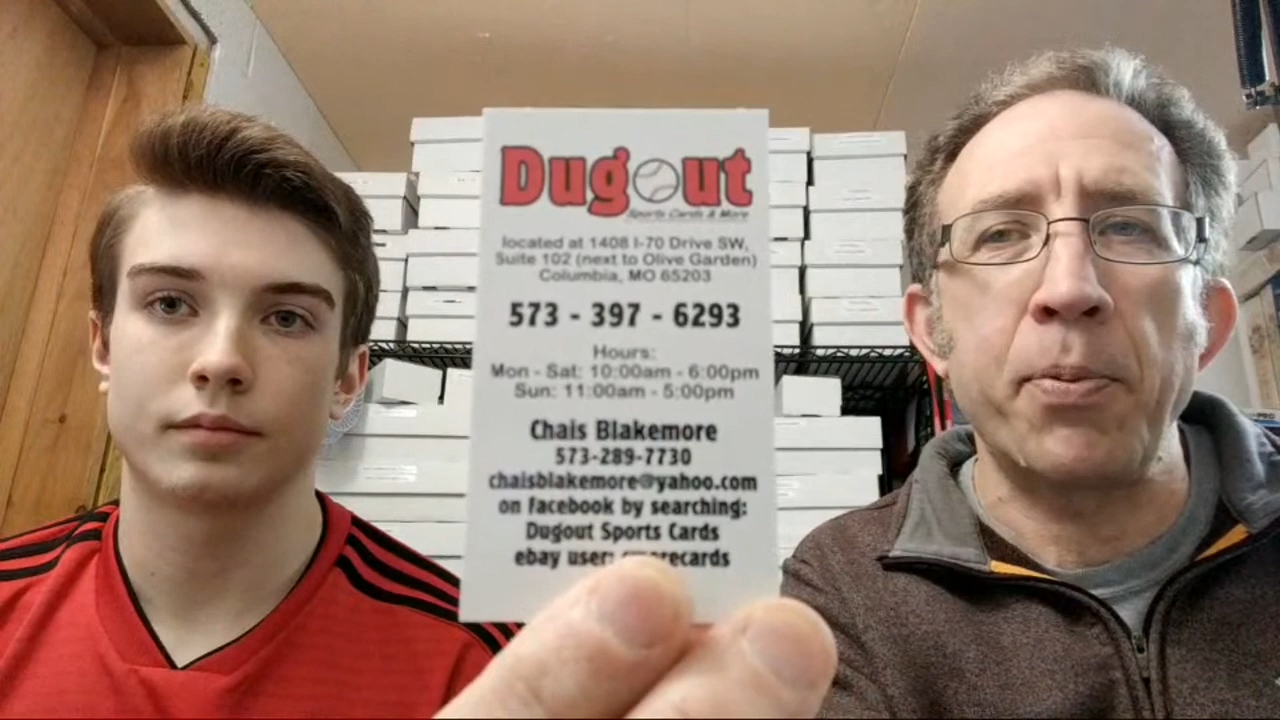 Dugout
Sports Cards & More
located at 1408 I-70 Drive SW,
Suite 102 (next to Olive Garden)
Columbia, MO 65203
573 - 397 - 6293
Hours:
Mon - Sat: 10:00am - 6:00pm
Sun: 11:00am - 5:00pm
Chais Blakemore
573-289-7730
chaisblakemore@yahoo.com
on Facebook by searching:
Dugout Sports Cards
ebay user: